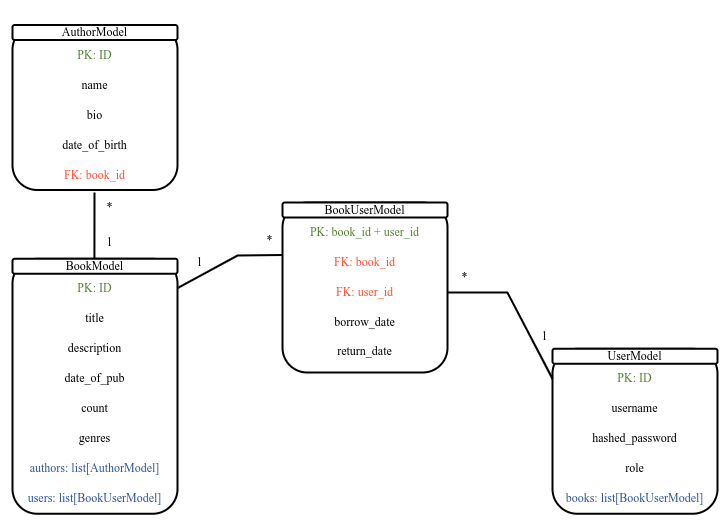 AuthorModel
PK: ID
name
bio
date_of_birth
FK: book_id
*
1
BookModel
PK: ID
title
description
date_of_pub
count
genres
authors: list[AuthorModel]
users: list[BookUserModel]
1
*
BookUserModel
PK: book_id + user_id
FK: book_id
FK: user_id
borrow_date
return_date
*
1
UserModel
PK: ID
username
hashed_password
role
books: list[BookUserModel]